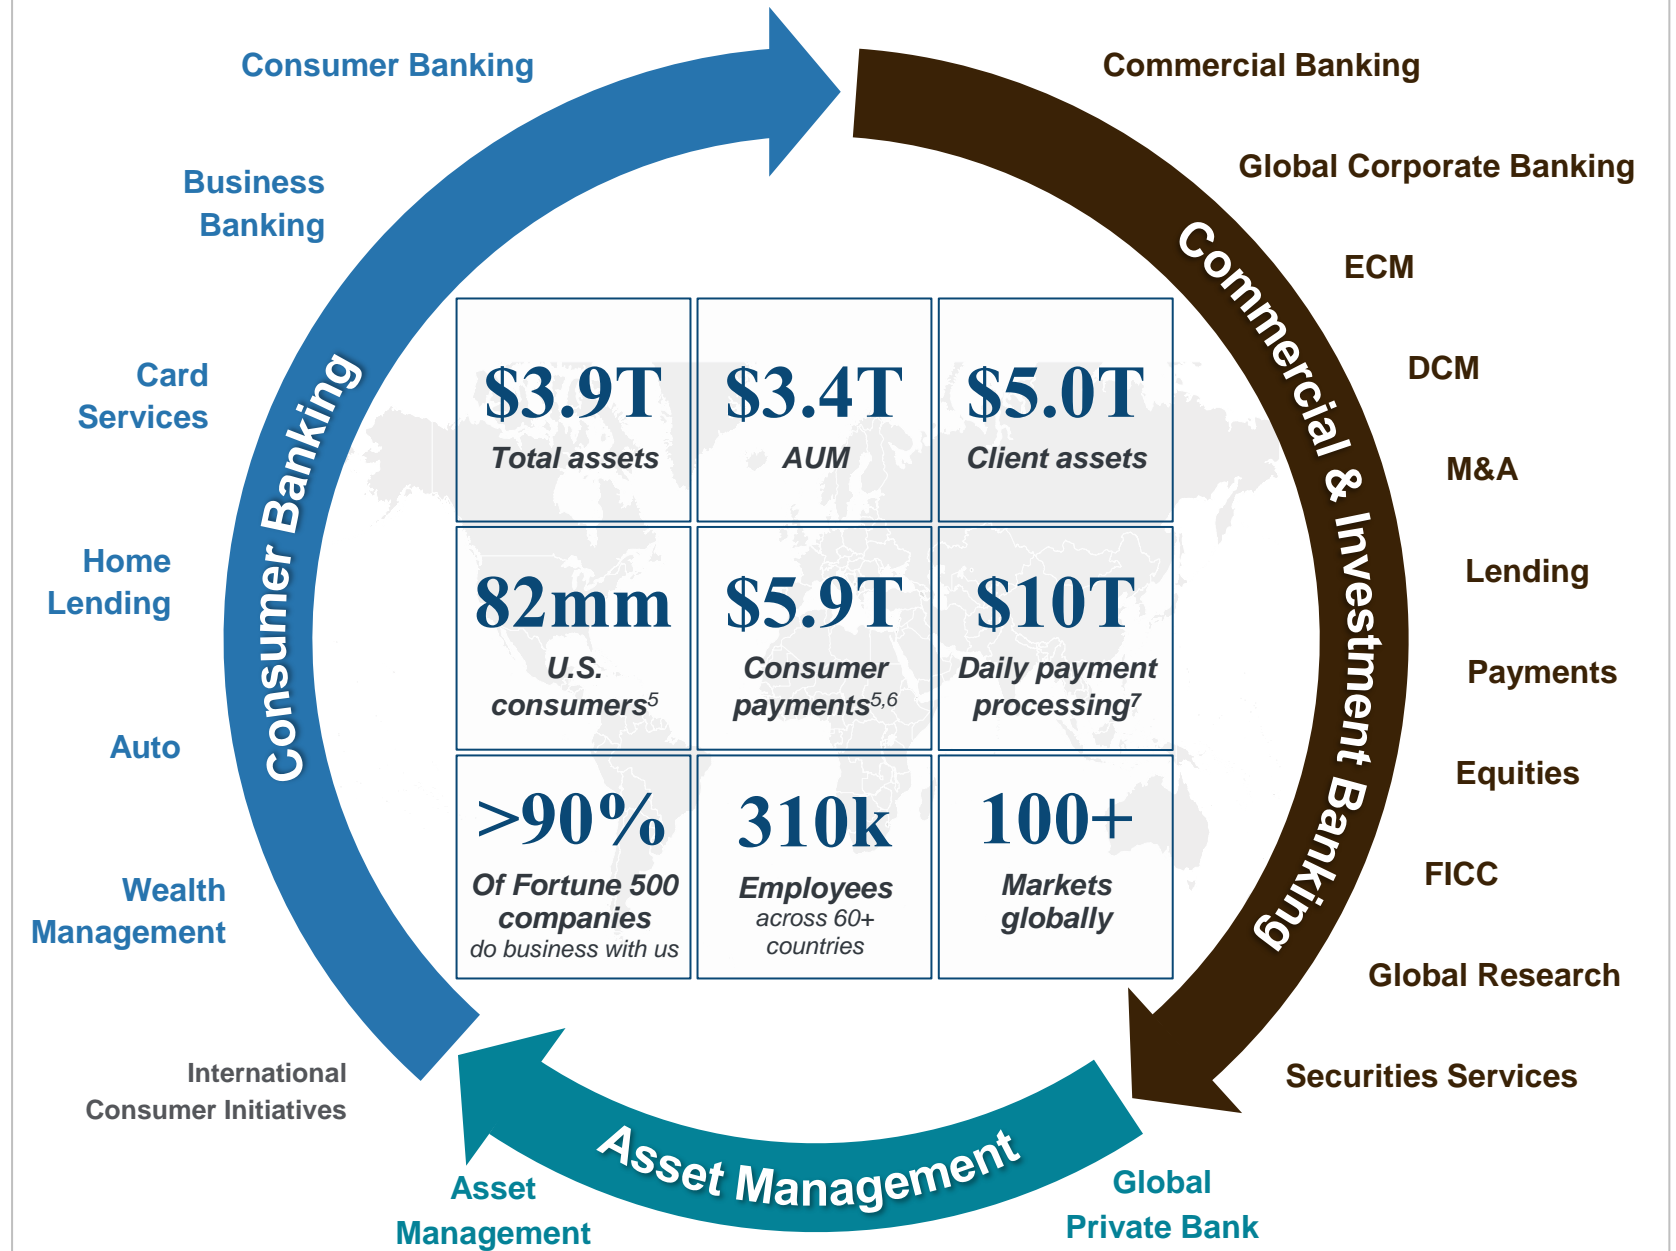 Consumer Banking
Business
Banking
Card
Services
Home
Lending
Auto
Wealth
Management
International
Consumer Initiatives
Consumer Banking
$3.9T
Total assets
$3.4T
AUM
$5.0T
Client assets
82mm
U.S.
consumers5
$5.9T
Consumer
payments5,6
$10T
Daily payment
processing7
>90%
Of Fortune 500
companies
do business with us
310k
Employees
across 60+
countries
100+
Markets
globally
Commercial & Investment Banking
Commercial Banking
Global Corporate Banking
ECM
DCM
M&A
Lending
Payments
Equities
FICC
Global Research
Securities Services
Asset Management
Asset
Management
Global
Private Bank